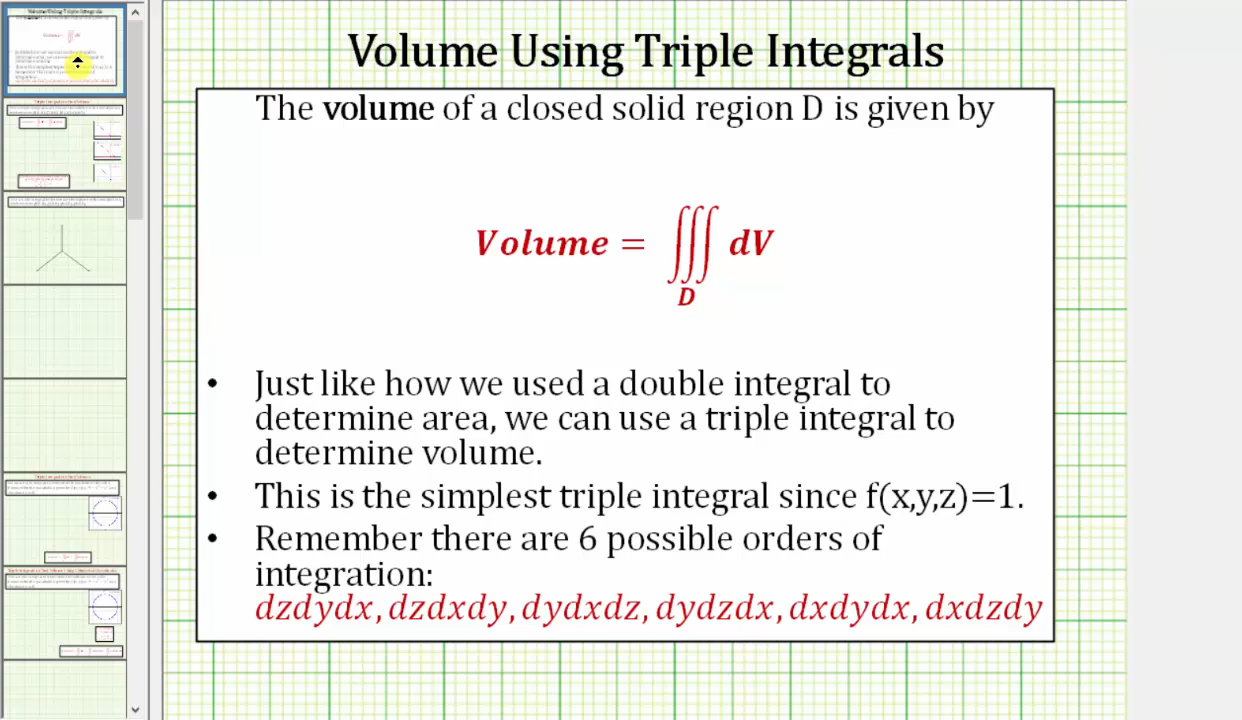 Volume Using Triple Integrals
The volume of a closed solid region D is given by
Volume = ∭ dV
D
• Just like how we used a double integral to
determine area, we can use a triple integral to
determine volume.
• This is the simplest triple integral since f(x,y,z)=1.
• Remember there are 6 possible orders of
integration:
dzdydx, dzdxdy, dydxdz, dydzdx, dxdydx, dxdzdy